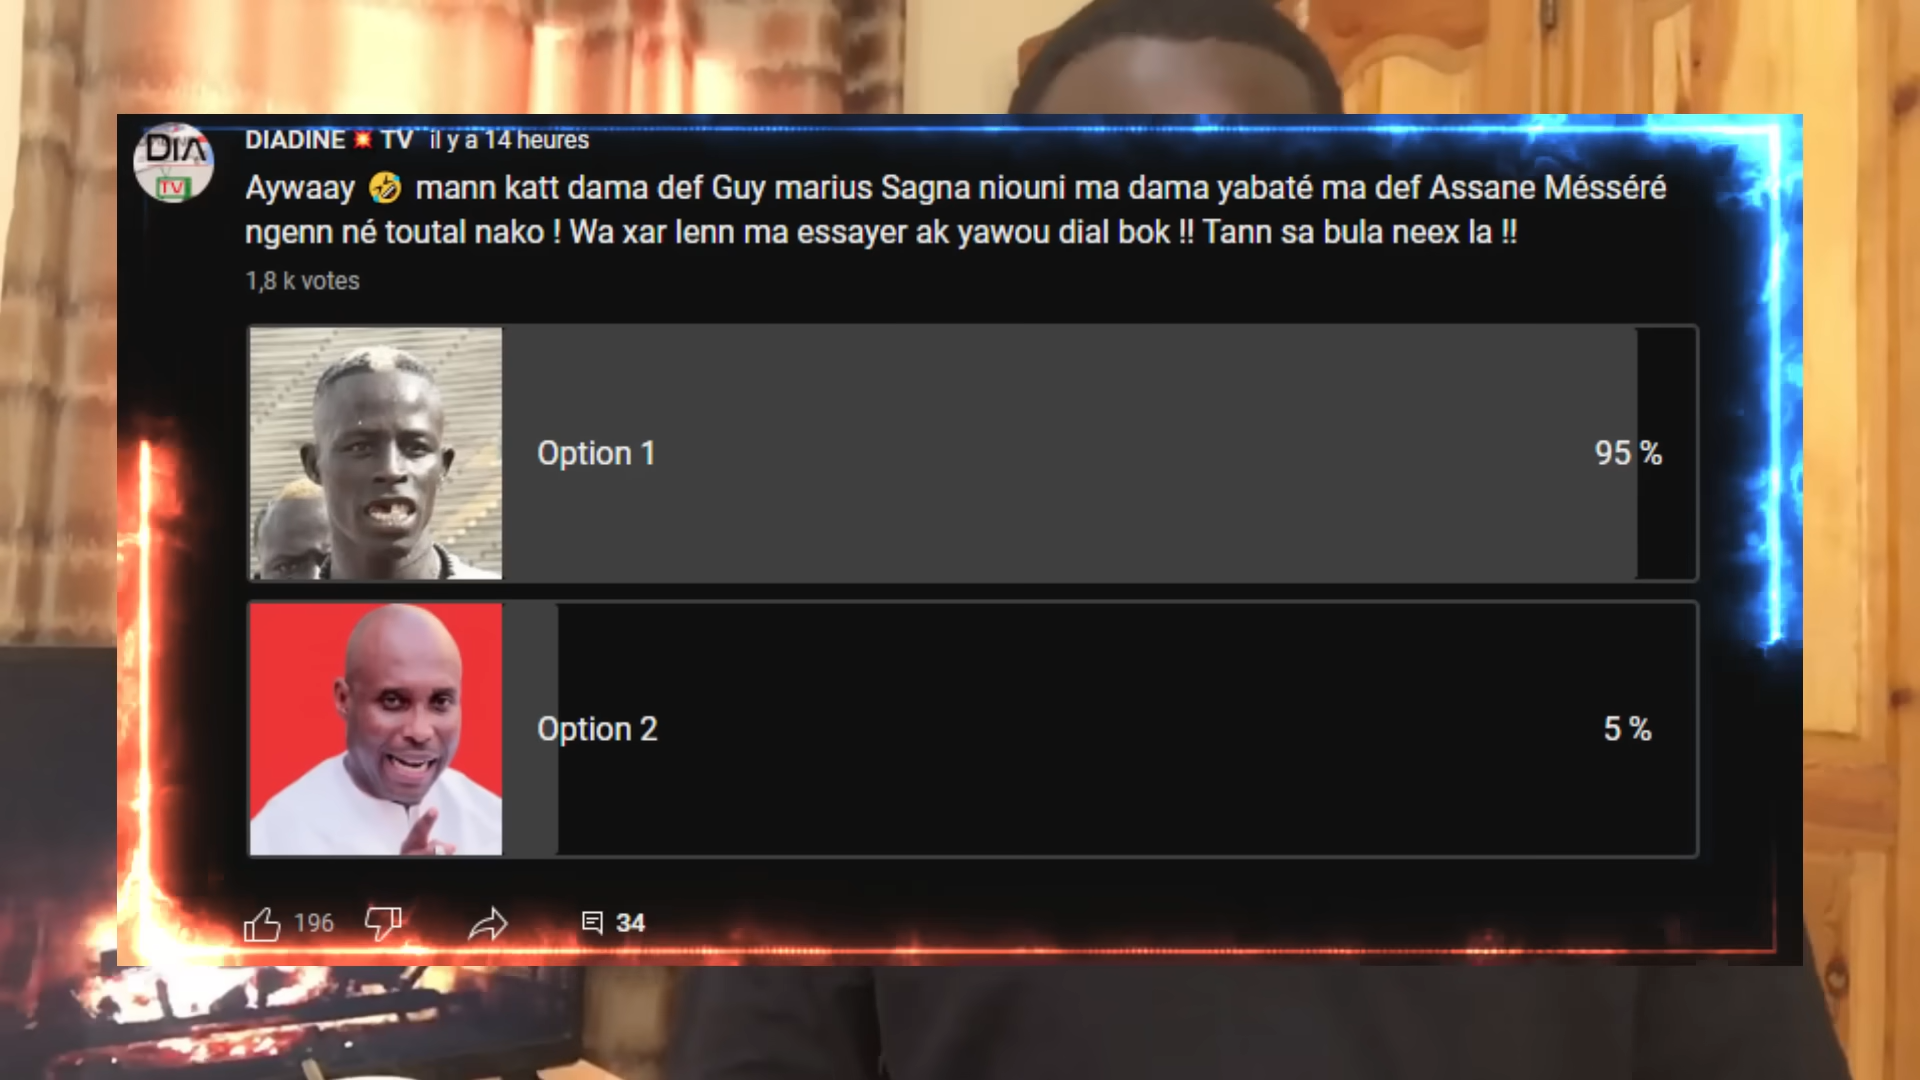 DIA
TV
DIADINE 💥 TV il y a 14 heures
Aywaay 🤣 mann katt dama def Guy marius Sagna niouni ma dama yabaté ma def Assane Mésséré
ngenn né toutal nako ! Wa xar lenn ma essayer ak yawou dial bok !! Tann sa bula neex la !!
1,8 k votes
Option 1
95 %
Option 2
5 %
196
34